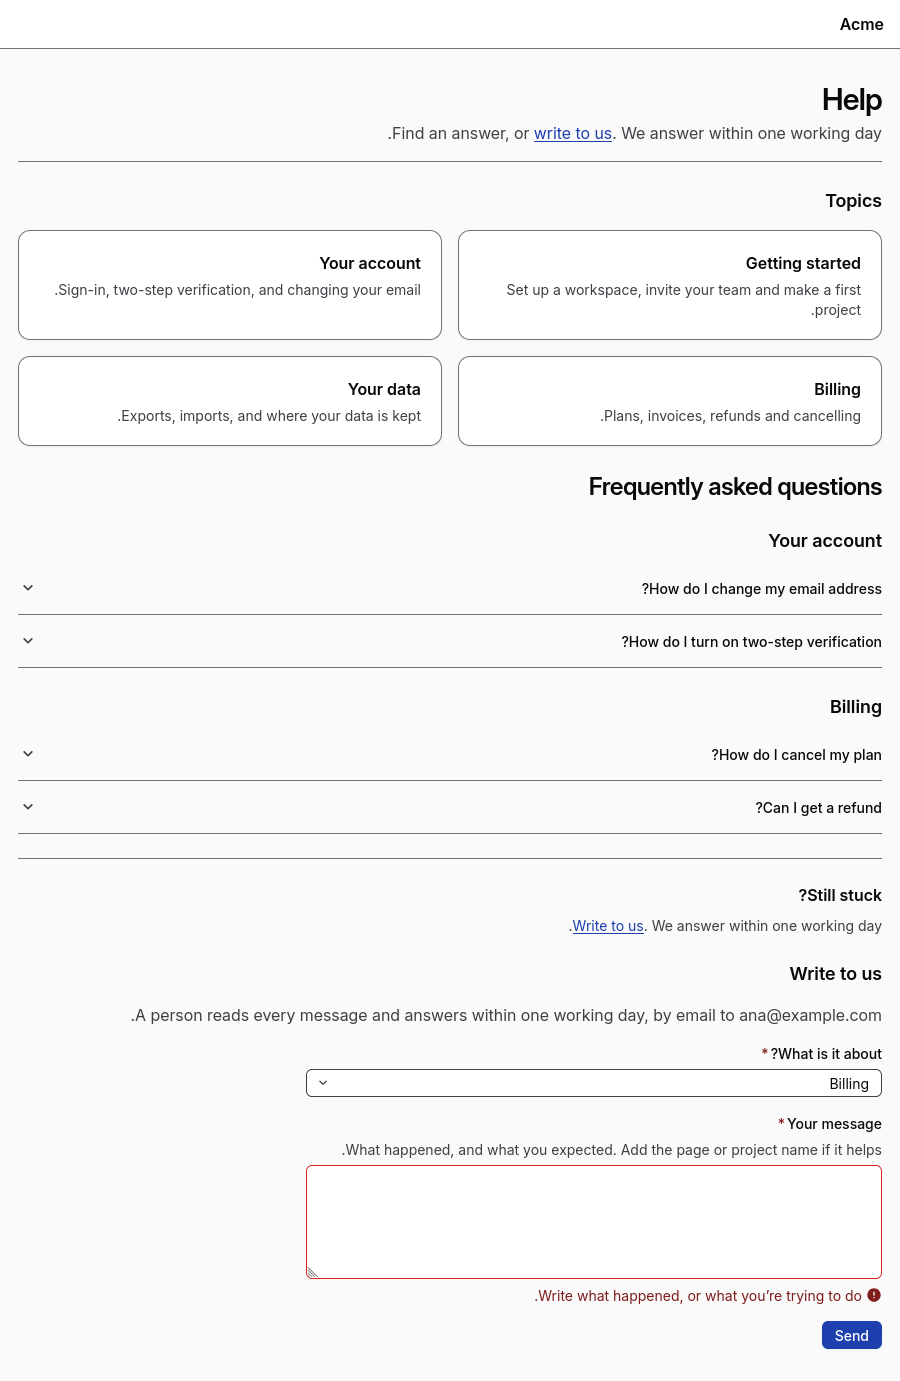 Acme
Help
Find an answer, or write to us. We answer within one working day.
Topics
Getting started
Set up a workspace, invite your team and make a first
project.
Your account
Sign-in, two-step verification, and changing your email.
Billing
Plans, invoices, refunds and cancelling.
Your data
Exports, imports, and where your data is kept.
Frequently asked questions
Your account
How do I change my email address?
How do I turn on two-step verification?
Billing
How do I cancel my plan?
Can I get a refund?
Still stuck?
Write to us. We answer within one working day.
Write to us
A person reads every message and answers within one working day, by email to ana@example.com.
What is it about? *
Billing
Your message *
What happened, and what you expected. Add the page or project name if it helps.
Write what happened, or what you’re trying to do.
Send